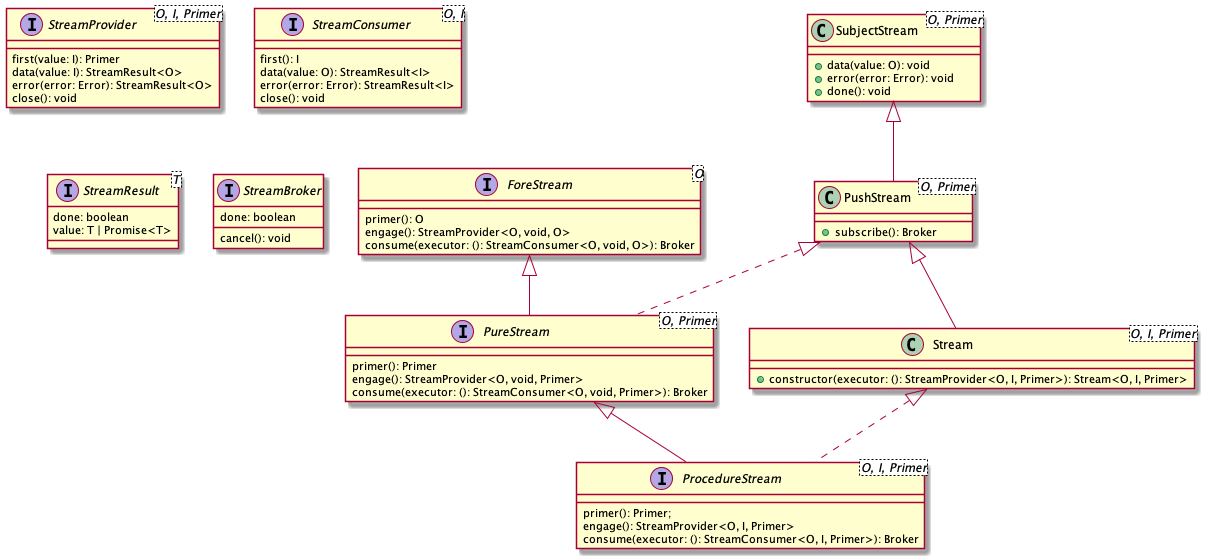 I StreamProvider O, I, Primer
first(value: I): Primer
data(value: I): StreamResult<O>
error(error: Error): StreamResult<O>
close(): void
I StreamConsumer O, I
first(): I
data(value: O): StreamResult<I>
error(error: Error): StreamResult<I>
close(): void
C SubjectStream O, Primer
data(value: O): void
error(error: Error): void
done(): void
I StreamResult T
done: boolean
value: T | Promise<T>
I StreamBroker
done: boolean
cancel(): void
I ForeStream O
primer(): O
engage(): StreamProvider<O, void, O>
consume(executor: (): StreamConsumer<O, void, O>): Broker
C PushStream O, Primer
subscribe(): Broker
I PureStream O, Primer
primer(): Primer
engage(): StreamProvider<O, void, Primer>
consume(executor: (): StreamConsumer<O, void, Primer>): Broker
C Stream O, I, Primer
constructor(executor: (): StreamProvider<O, I, Primer>): Stream<O, I, Primer>
I ProcedureStream O, I, Primer
primer(): Primer;
engage(): StreamProvider<O, I, Primer>
consume(executor: (): StreamConsumer<O, I, Primer>): Broker